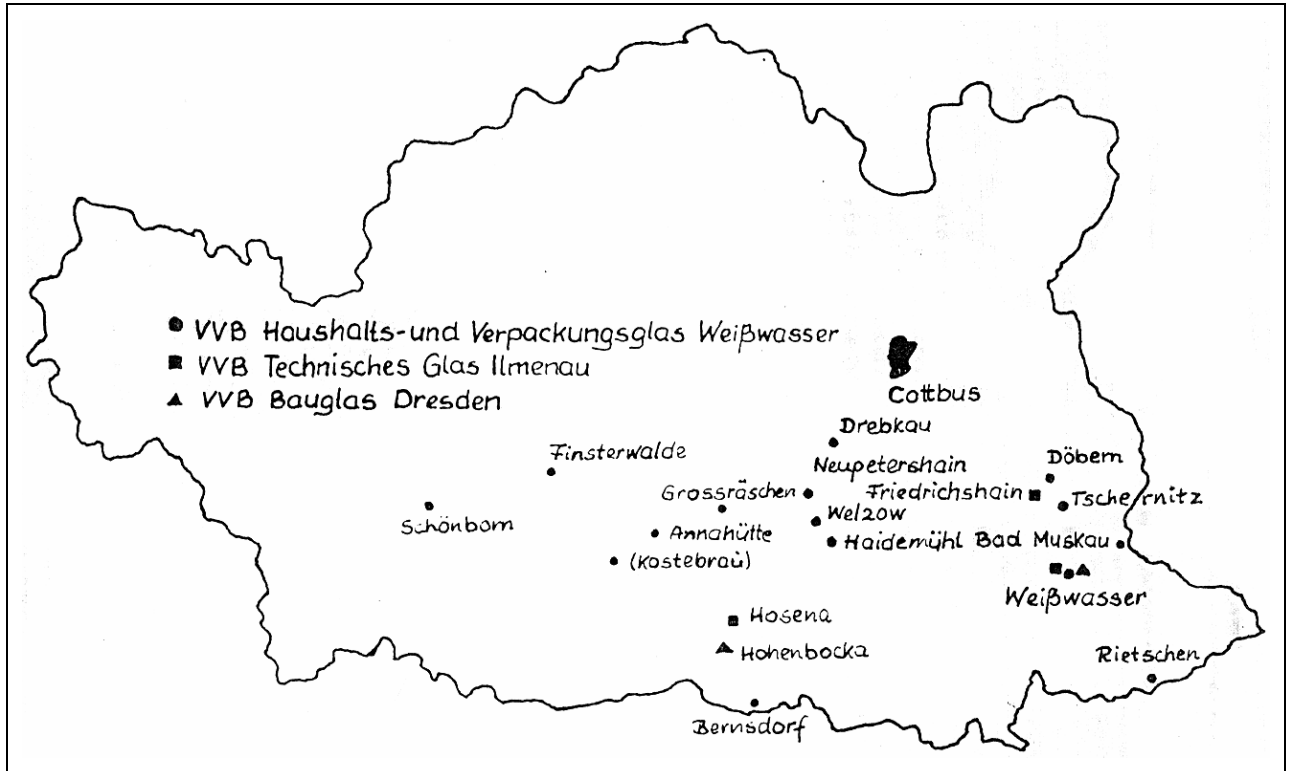 ● VVB Haushalts-und Verpackungsglas Weißwasser
■ VVB Technisches Glas Ilmenau
▲ VVB Bauglas Dresden
Cottbus
Drebkau
Finsterwalde
Neupetershain
Döbern
Grossräschen
Friedrichshain
Tschernitz
Schönborn
Welzow
Annahütte
Haidemühl
Bad Muskau
(Kostebrau)
Weißwasser
Hosena
Hohenbocka
Rietschen
Bernsdorf